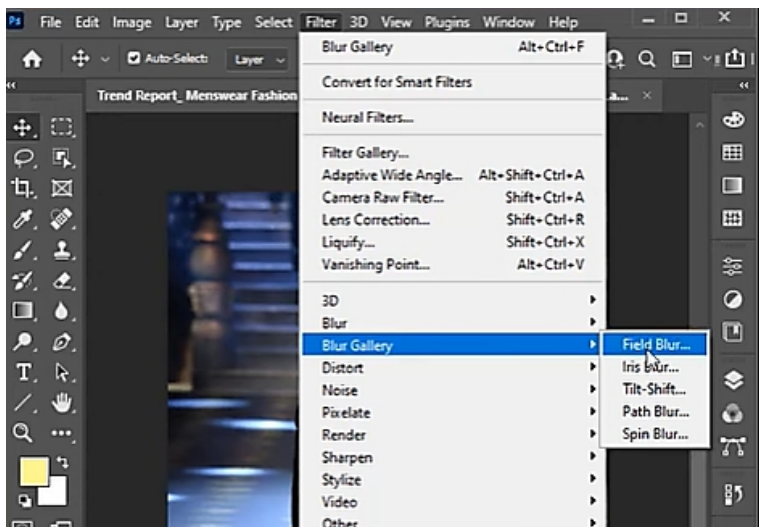 Ps File Edit Image Layer Type Select Filter 3D View Plugins Window Help
Auto-Select: Layer
Trend Report_ Menswear Fashion
a...
Blur Gallery Alt+Ctrl+F
Convert for Smart Filters
Neural Filters...
Filter Gallery...
Adaptive Wide Angle... Alt+Shift+Ctrl+A
Camera Raw Filter... Shift+Ctrl+A
Lens Correction... Shift+Ctrl+R
Liquify... Shift+Ctrl+X
Vanishing Point... Alt+Ctrl+V
3D
Blur
Blur Gallery
Distort
Noise
Pixelate
Render
Sharpen
Stylize
Video
Other
Field Blur...
Iris Blur...
Tilt-Shift...
Path Blur...
Spin Blur...